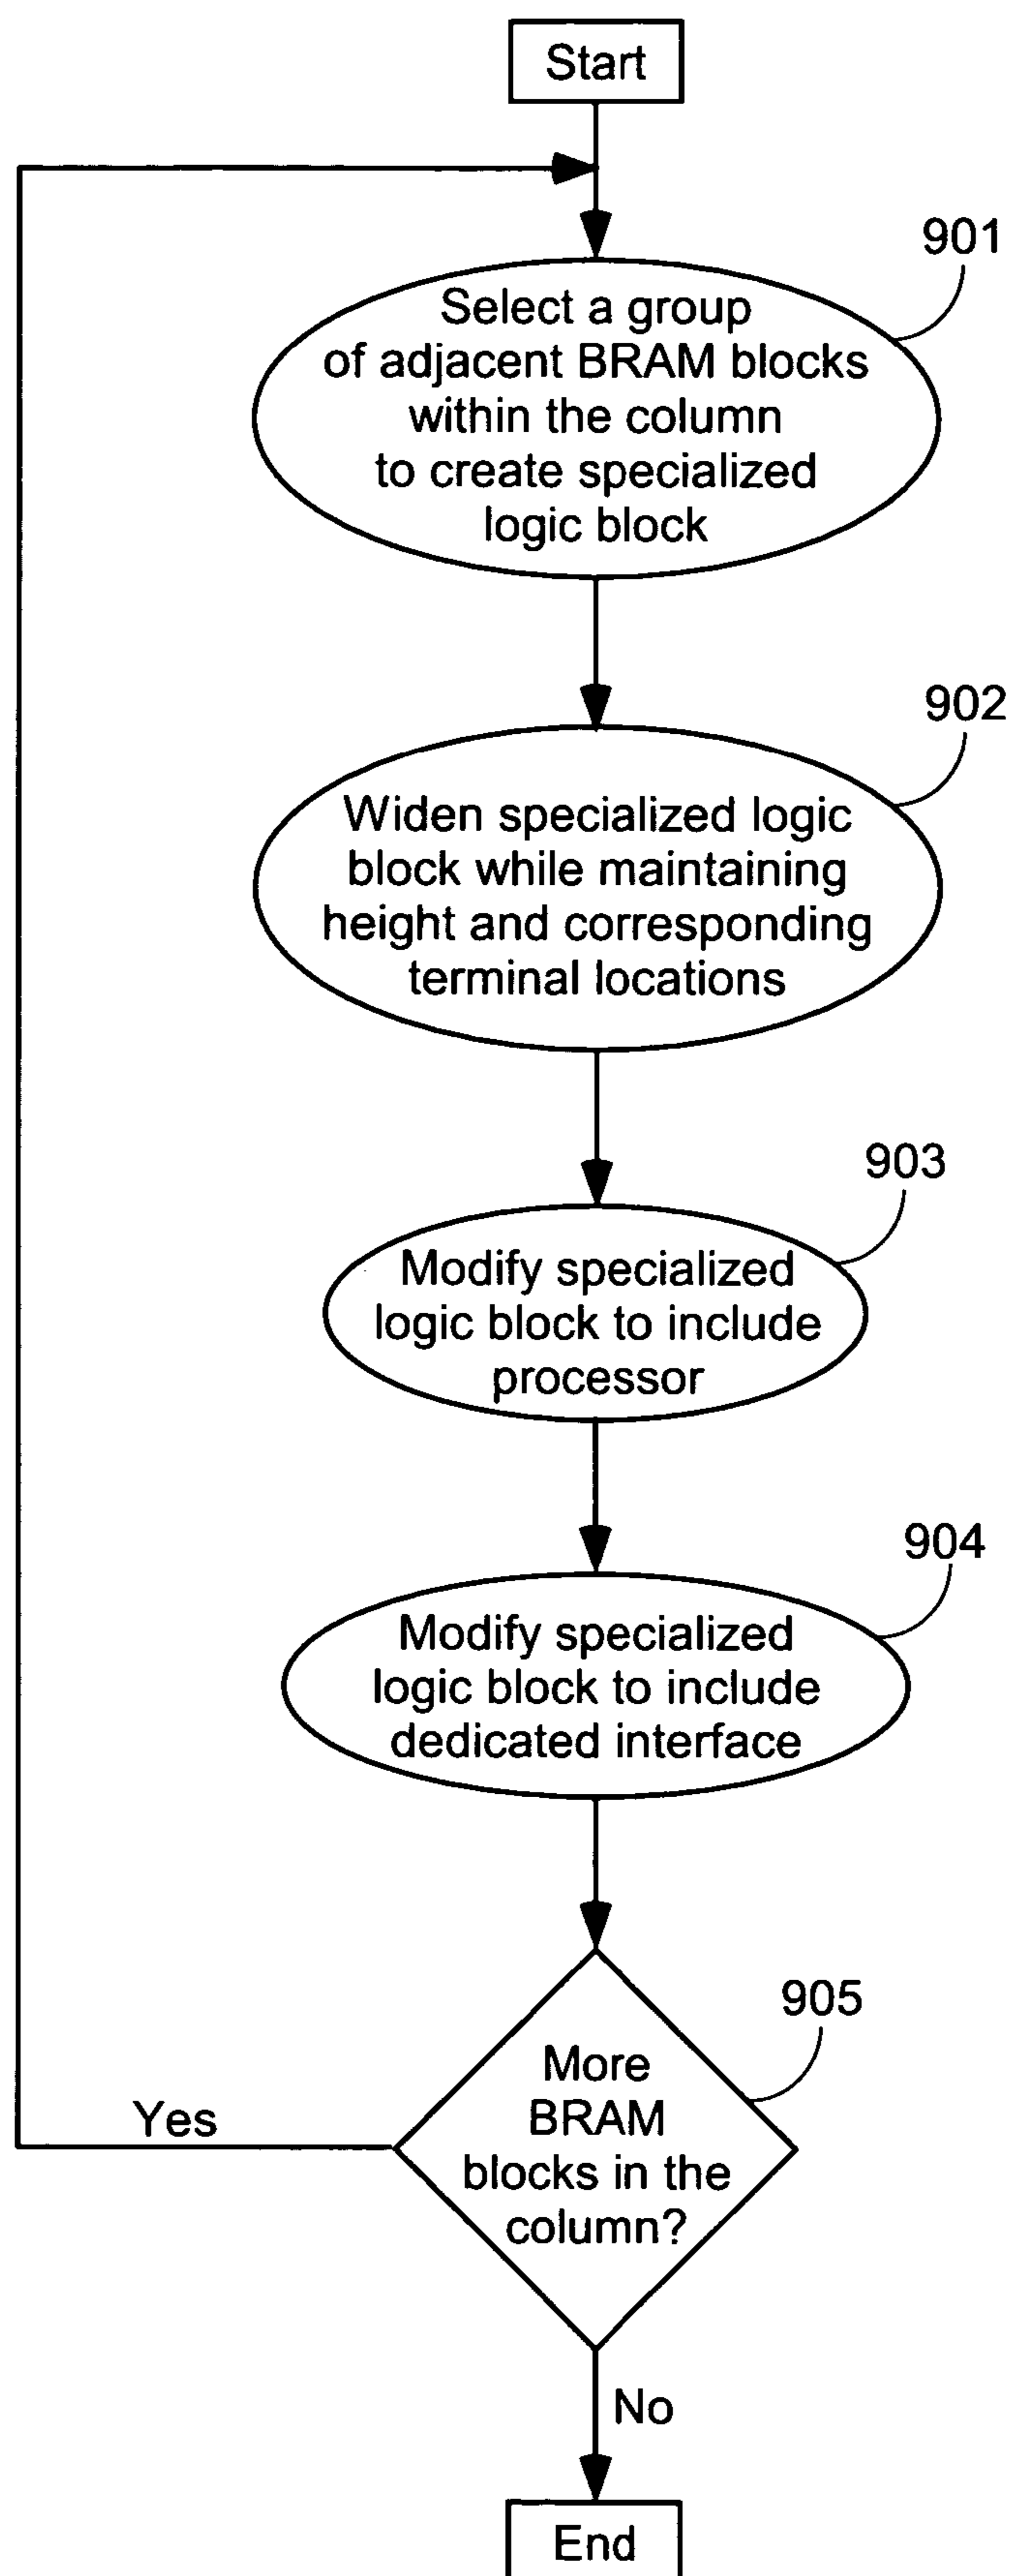 Start
901
Select a group
of adjacent BRAM blocks
within the column
to create specialized
logic block
902
Widen specialized logic
block while maintaining
height and corresponding
terminal locations
903
Modify specialized
logic block to include
processor
904
Modify specialized
logic block to include
dedicated interface
905
More
BRAM
blocks in the
column?
Yes
No
End